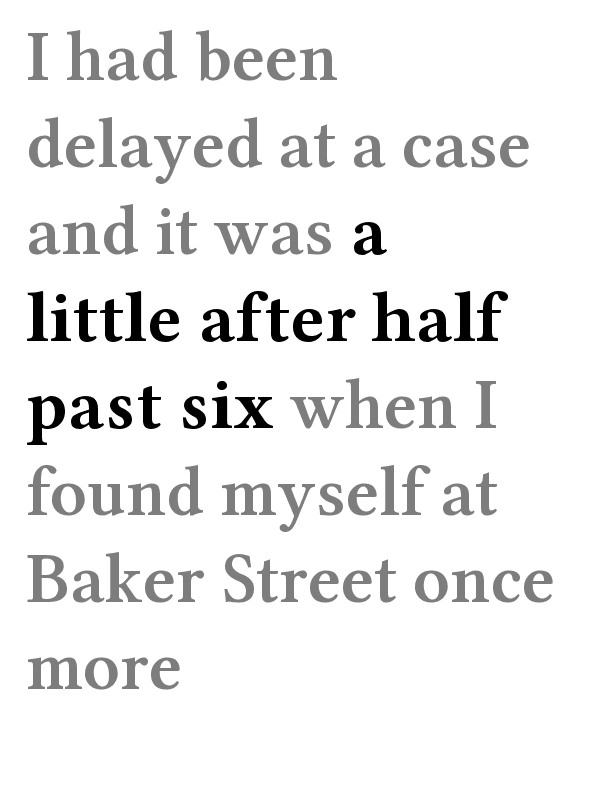 I had been
delayed at a case
and it was a
little after half
past six when I
found myself at
Baker Street once
more